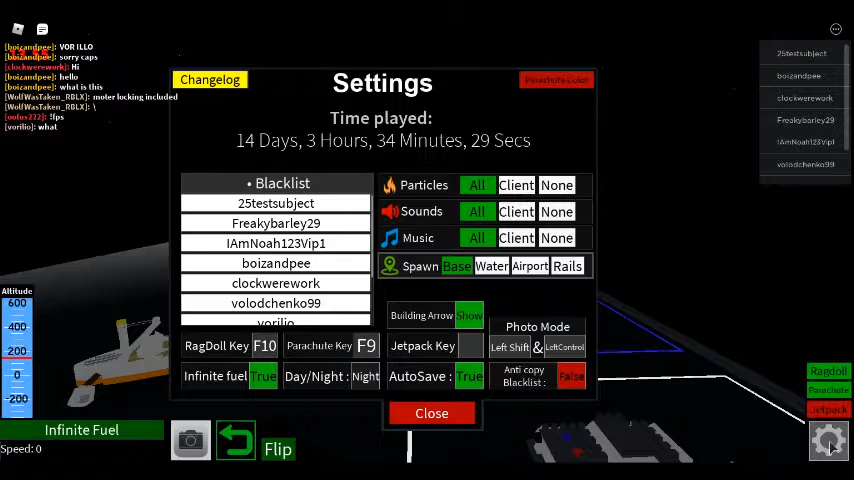 [boizandpee]: VOR ILLO
[boizandpee]: sorry caps
[clockwerework]: Hi
[boizandpee]: hello
[boizandpee]: what is this
[WolfWasTaken_RBLX]: moter locking included
[WolfWasTaken_RBLX]: \
[oofns222]: !fps
[vorilio]: what
Changelog
Settings
Parachute Color
Time played:
14 Days, 3 Hours, 34 Minutes, 29 Secs
• Blacklist
25testsubject
Freakybarley29
IAmNoah123Vip1
boizandpee
clockwerework
volodchenko99
vorilio
Particles All Client None
Sounds All Client None
Music All Client None
Spawn Base Water Airport Rails
Building Arrow Show
Photo Mode
Left Shift & LeftControl
RagDoll Key F10
Parachute Key F9
Jetpack Key
Infinite fuel True
Day/Night : Night
AutoSave: True
Anti copy
Blacklist : False
Close
25testsubject
boizandpee
clockwerework
Freakybarley29
IAmNoah123Vip1
volodchenko99
Altitude
600
400
200
0
-200
Infinite Fuel
Speed: 0
Flip
Ragdoll
Parachute
Jetpack